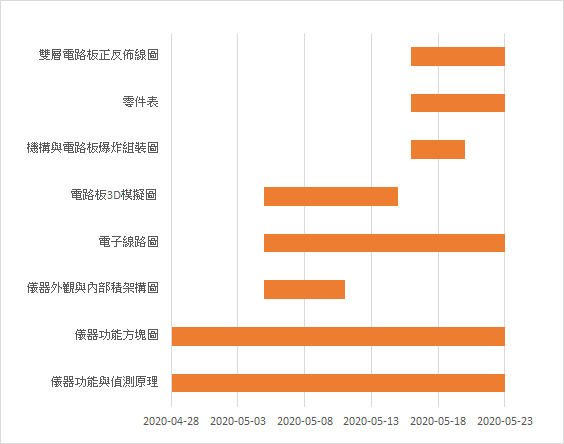 雙層電路板正反佈線圖
零件表
機構與電路板爆炸組裝圖
電路板3D模擬圖
電子線路圖
儀器外觀與內部積架構圖
儀器功能方塊圖
儀器功能與偵測原理
2020-04-28 2020-05-03 2020-05-08 2020-05-13 2020-05-18 2020-05-23